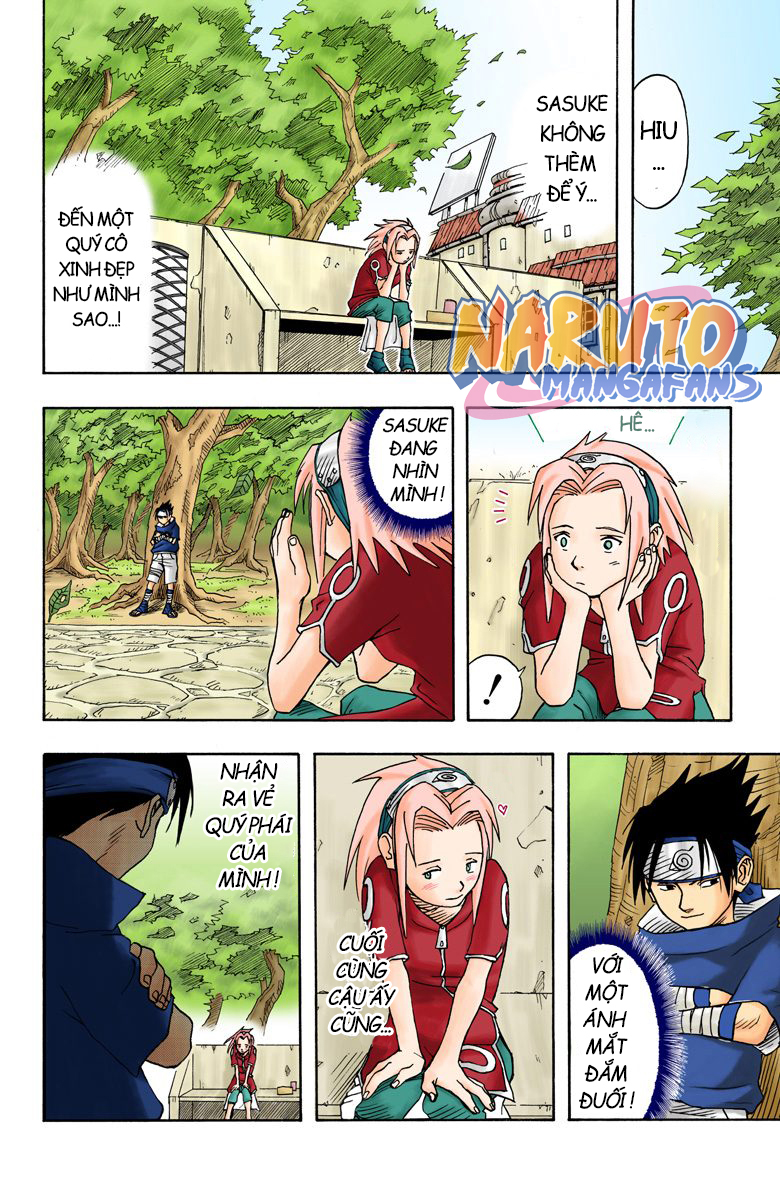 HIU
...
SASUKE
KHÔNG
THÈM
ĐỂ Ý...
ĐẾN MỘT
QUÝ CÔ
XINH ĐẸP
NHƯ MÌNH
SAO...!
NARUTO
MANGAFANS
HÊ...
!
SASUKE
ĐANG
NHÌN
MÌNH!
VỚI
MỘT
ÁNH
MẮT
ĐẮM
ĐUỐI!
CUỐI
CÙNG
CẬU ẤY
CŨNG...
NHẬN
RA VẺ
QUÝ PHÁI
CỦA
MÌNH!